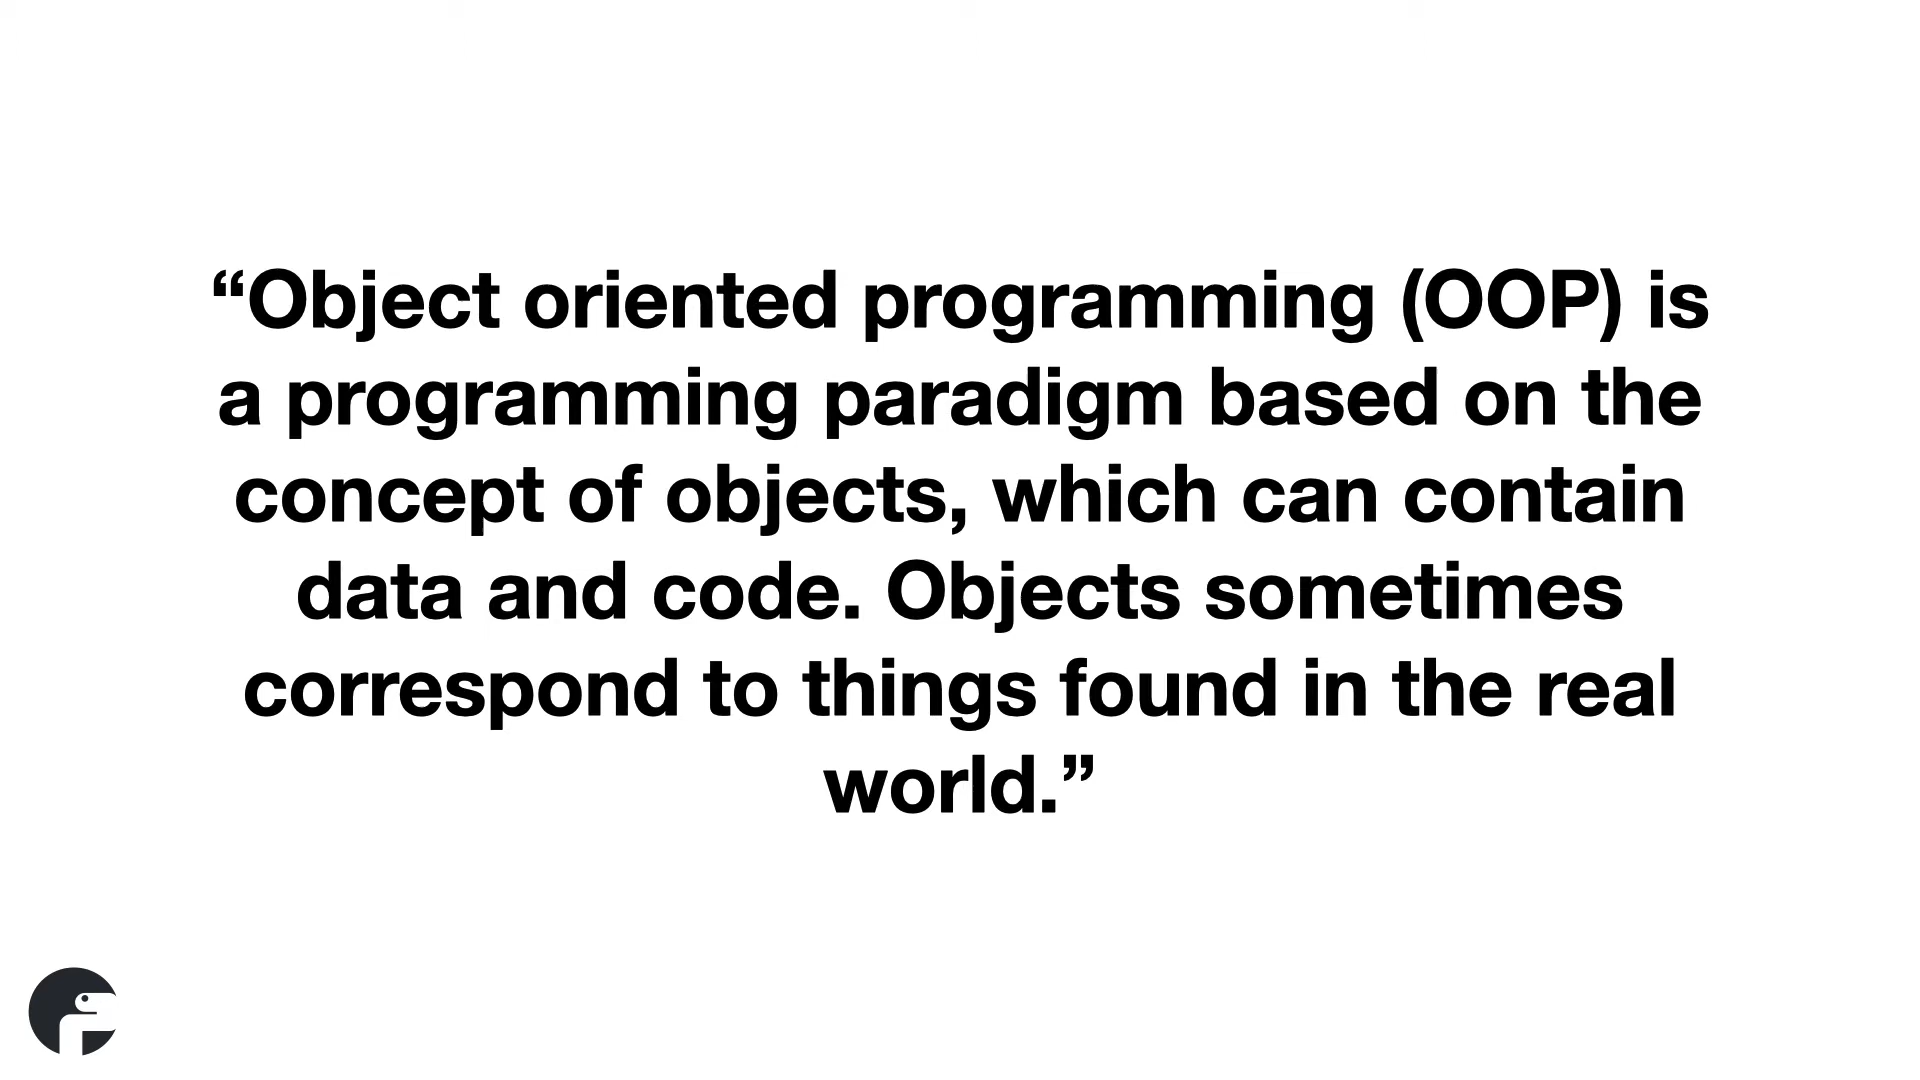 “Object oriented programming (OOP) is
a programming paradigm based on the
concept of objects, which can contain
data and code. Objects sometimes
correspond to things found in the real
world.”